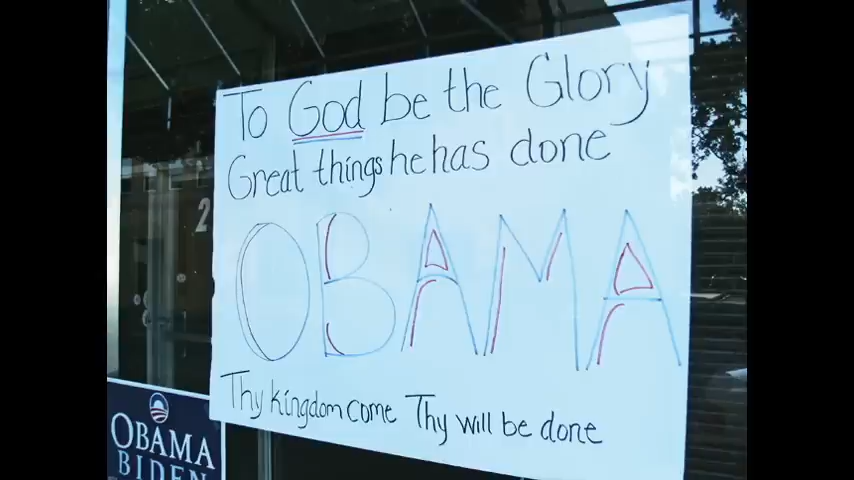 To God be the Glory
Great things he has done
OBAMA
Thy kingdom come Thy will be done
2
OBAMA
BIDEN